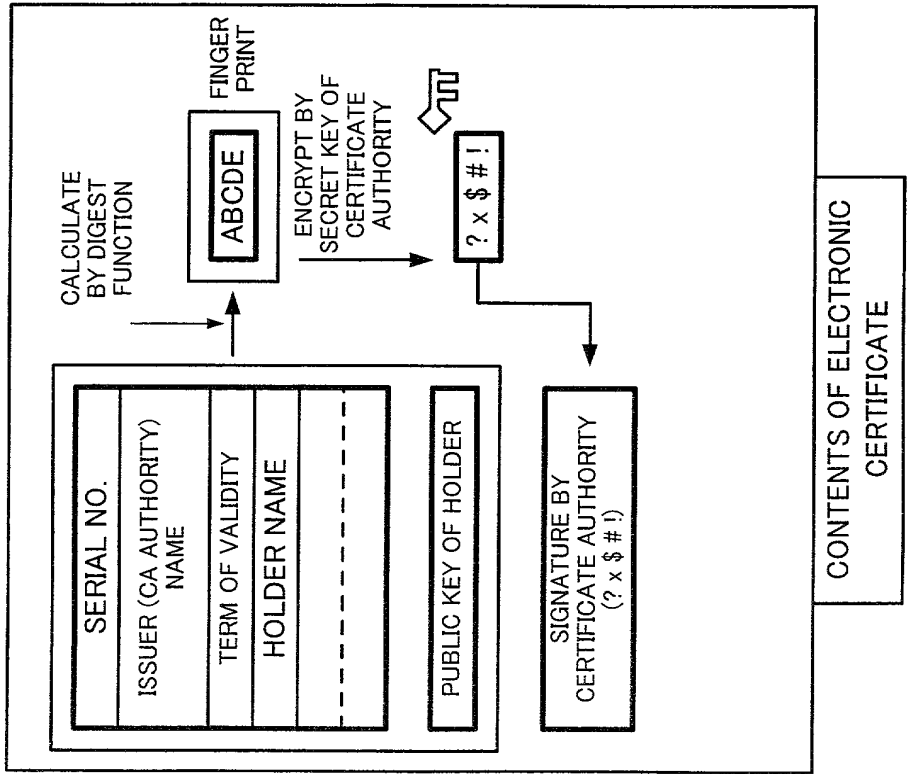 SERIAL NO.
ISSUER (CA AUTHORITY)
NAME
TERM OF VALIDITY
HOLDER NAME
PUBLIC KEY OF HOLDER
CALCULATE
BY DIGEST
FUNCTION
ABCDE
FINGER
PRINT
ENCRYPT BY
SECRET KEY OF
CERTIFICATE
AUTHORITY
? x $ # !
SIGNATURE BY
CERTIFICATE AUTHORITY
(? x $ # !)
CONTENTS OF ELECTRONIC
CERTIFICATE